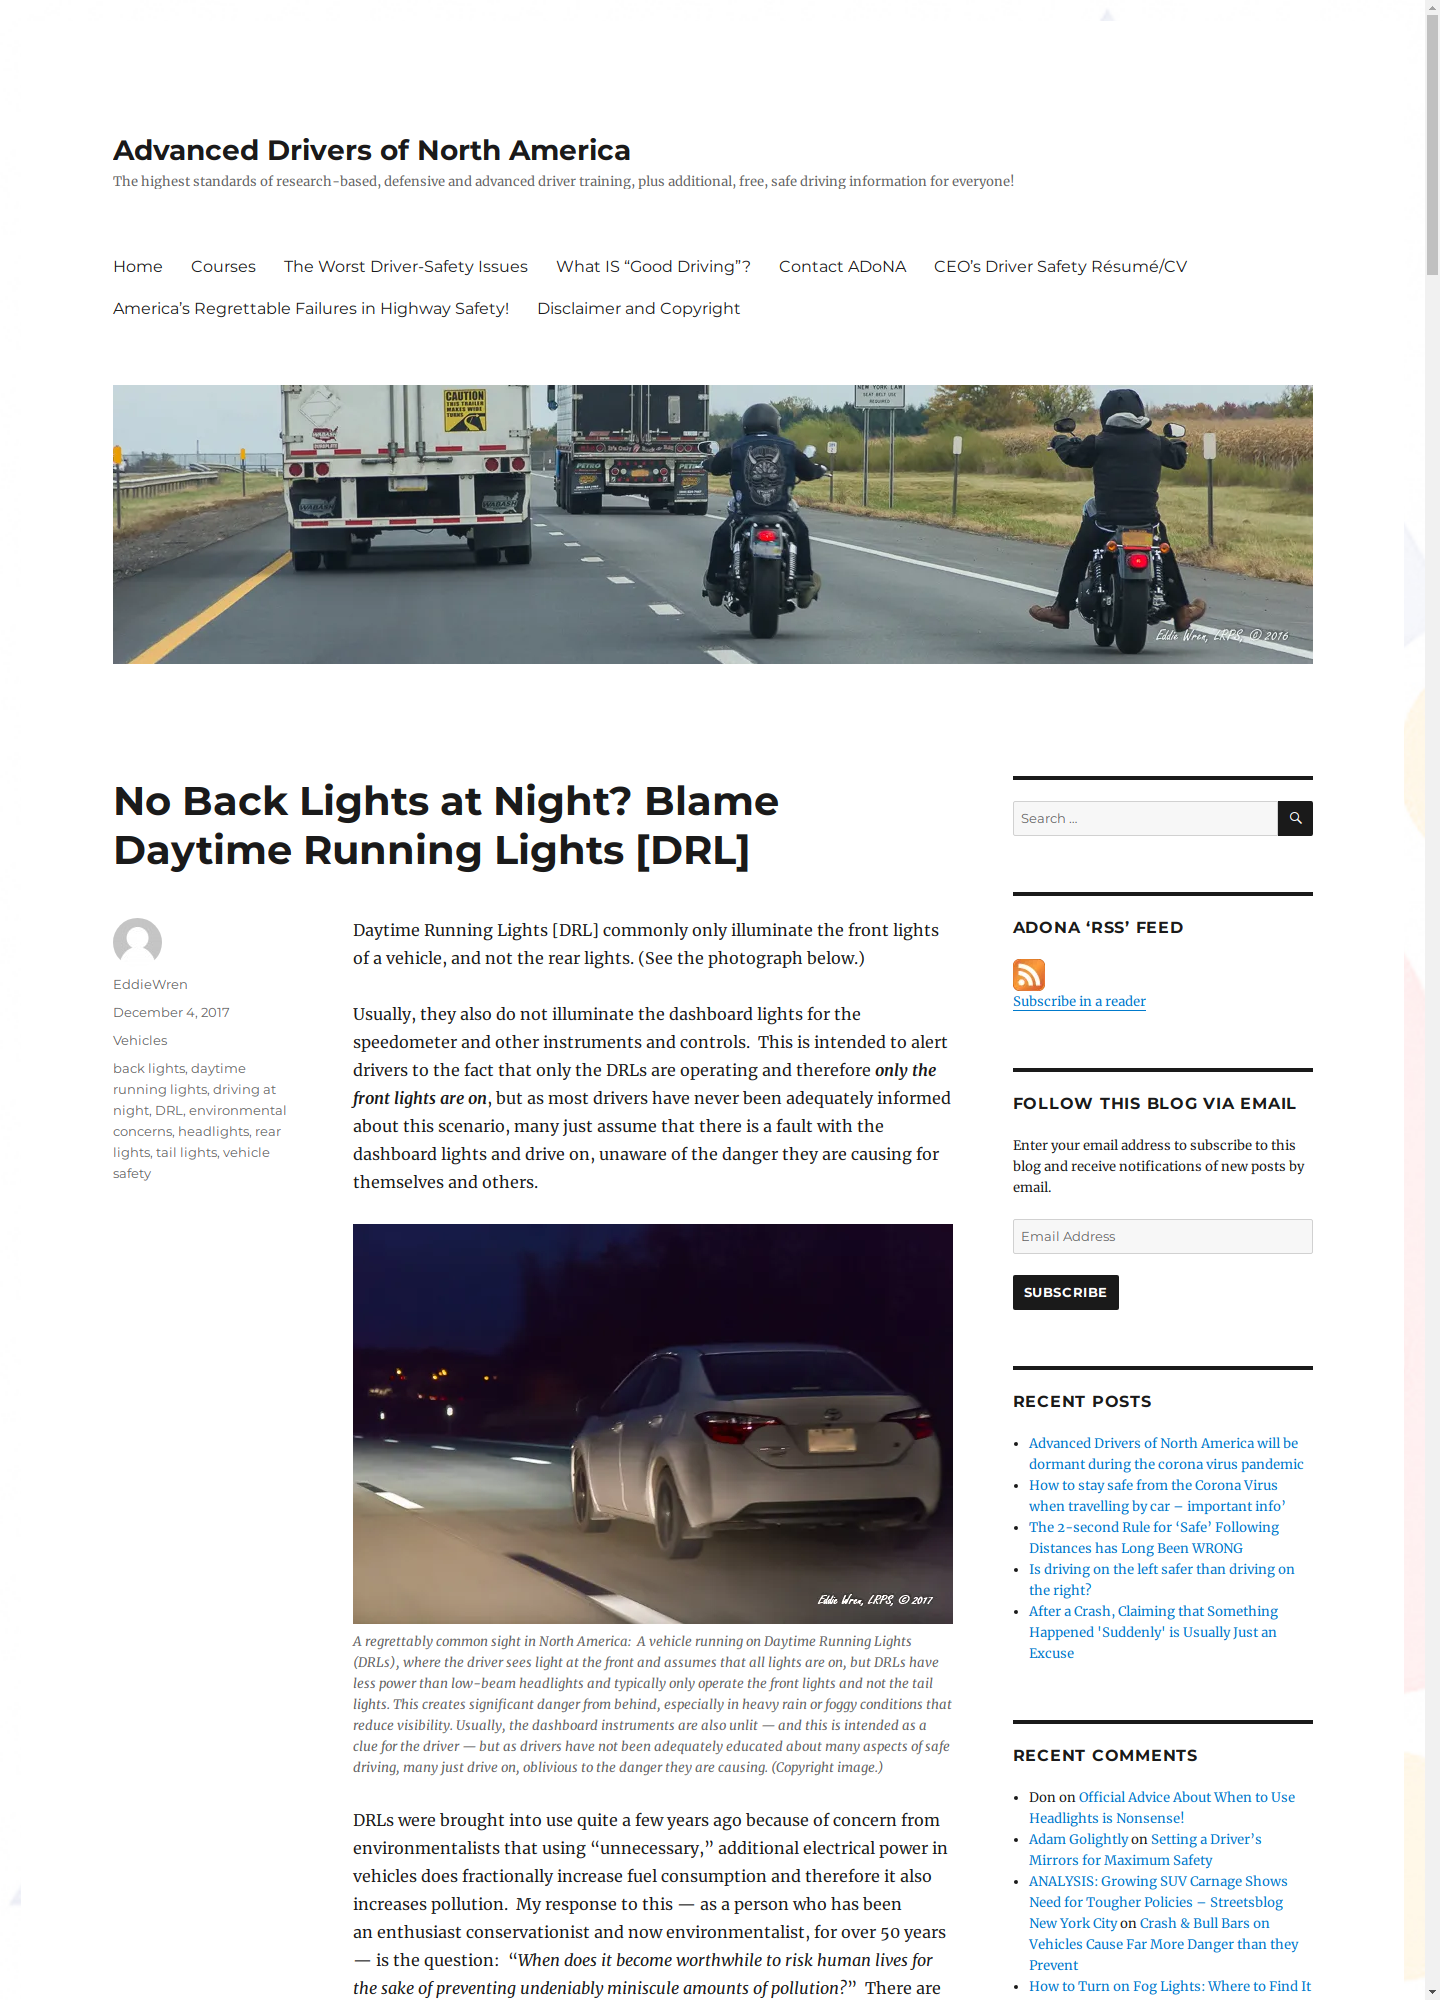 Advanced Drivers of North America
The highest standards of research-based, defensive and advanced driver training, plus additional, free, safe driving information for everyone!
Home Courses The Worst Driver-Safety Issues What IS “Good Driving”? Contact ADoNA CEO’s Driver Safety Résumé/CV
America’s Regrettable Failures in Highway Safety! Disclaimer and Copyright
CAUTION
THIS TRAILER
MAKES WIDE
TURNS
NEW YORK LAW
SEAT BELT USE
REQUIRED
WABASH
WABASH
WABASH
PETRO
Eddie Wren, LRPS, © 2016
No Back Lights at Night? Blame
Daytime Running Lights [DRL]
EddieWren
December 4, 2017
Vehicles
back lights, daytime
running lights, driving at
night, DRL, environmental
concerns, headlights, rear
lights, tail lights, vehicle
safety
Daytime Running Lights [DRL] commonly only illuminate the front lights
of a vehicle, and not the rear lights. (See the photograph below.)
Usually, they also do not illuminate the dashboard lights for the
speedometer and other instruments and controls.  This is intended to alert
drivers to the fact that only the DRLs are operating and therefore only the
front lights are on, but as most drivers have never been adequately informed
about this scenario, many just assume that there is a fault with the
dashboard lights and drive on, unaware of the danger they are causing for
themselves and others.
Eddie Wren, LRPS, © 2017
A regrettably common sight in North America:  A vehicle running on Daytime Running Lights
(DRLs), where the driver sees light at the front and assumes that all lights are on, but DRLs have
less power than low-beam headlights and typically only operate the front lights and not the tail
lights. This creates significant danger from behind, especially in heavy rain or foggy conditions that
reduce visibility. Usually, the dashboard instruments are also unlit — and this is intended as a
clue for the driver — but as drivers have not been adequately educated about many aspects of safe
driving, many just drive on, oblivious to the danger they are causing. (Copyright image.)
DRLs were brought into use quite a few years ago because of concern from
environmentalists that using “unnecessary,” additional electrical power in
vehicles does fractionally increase fuel consumption and therefore it also
increases pollution.  My response to this — as a person who has been
an enthusiast conservationist and now environmentalist, for over 50 years
— is the question:  “When does it become worthwhile to risk human lives for
the sake of preventing undeniably miniscule amounts of pollution?”  There are
Search …
ADONA ‘RSS’ FEED
Subscribe in a reader
FOLLOW THIS BLOG VIA EMAIL
Enter your email address to subscribe to this
blog and receive notifications of new posts by
email.
Email Address
SUBSCRIBE
RECENT POSTS
Advanced Drivers of North America will be
dormant during the corona virus pandemic
How to stay safe from the Corona Virus
when travelling by car – important info’
The 2-second Rule for ‘Safe’ Following
Distances has Long Been WRONG
Is driving on the left safer than driving on
the right?
After a Crash, Claiming that Something
Happened 'Suddenly' is Usually Just an
Excuse
RECENT COMMENTS
Don on Official Advice About When to Use
Headlights is Nonsense!
Adam Golightly on Setting a Driver’s
Mirrors for Maximum Safety
ANALYSIS: Growing SUV Carnage Shows
Need for Tougher Policies – Streetsblog
New York City on Crash & Bull Bars on
Vehicles Cause Far More Danger than they
Prevent
How to Turn on Fog Lights: Where to Find It